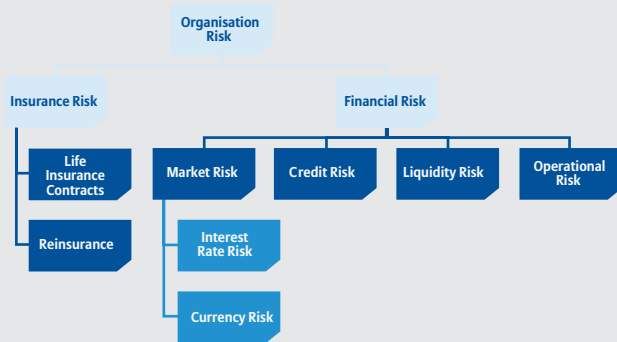 Organisation
Risk
Insurance Risk
Financial Risk
Life
Insurance
Contracts
Market Risk
Credit Risk
Liquidity Risk
Operational
Risk
Reinsurance
Interest
Rate Risk
Currency Risk